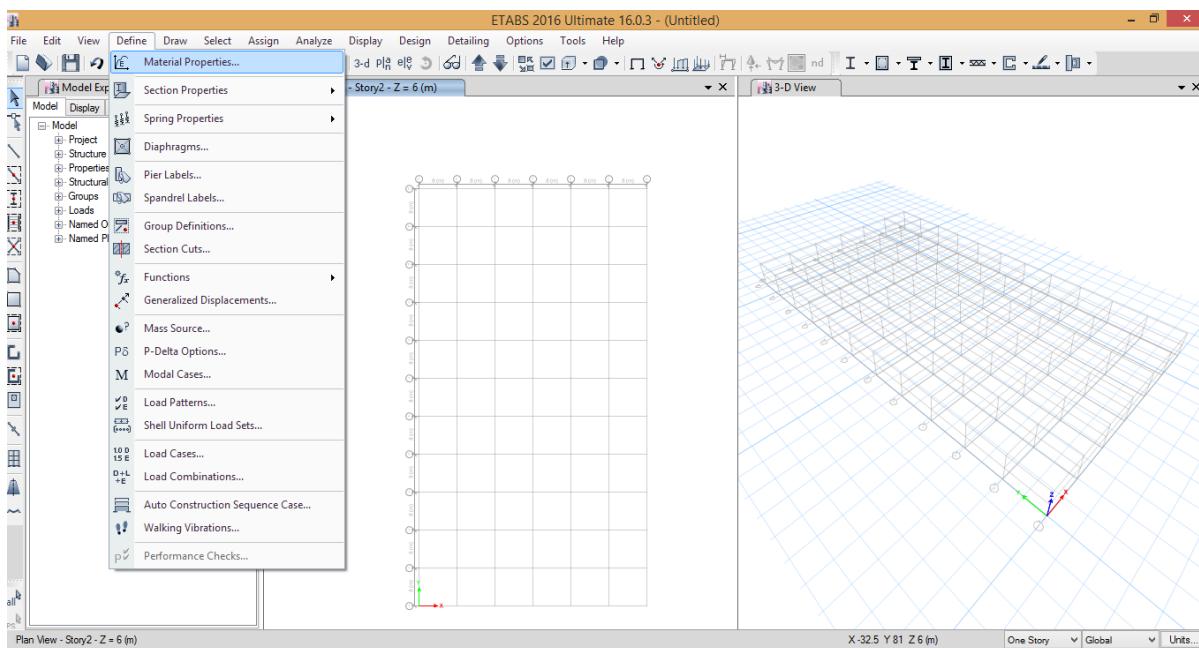 ETABS 2016 Ultimate 16.0.3 - (Untitled)
File Edit View Define Draw Select Assign Analyze Display Design Detailing Options Tools Help
3-d nd
Model Exp
- Story2 - Z = 6 (m)
3-D View
Model Display
Model
Project
Structure
Properties
Structural
Groups
Loads
Named O
Named Pl
Material Properties...
Section Properties
Spring Properties
Diaphragms...
Pier Labels...
Spandrel Labels...
Group Definitions...
Section Cuts...
Functions
Generalized Displacements...
Mass Source...
Pδ P-Delta Options...
M Modal Cases...
Load Patterns...
Shell Uniform Load Sets...
Load Cases...
Load Combinations...
Auto Construction Sequence Case...
Walking Vibrations...
Performance Checks...
Y X
Y Z X
all
Plan View - Story2 - Z = 6 (m)
X -32.5 Y 81 Z 6 (m)
One Story
Global
Units...